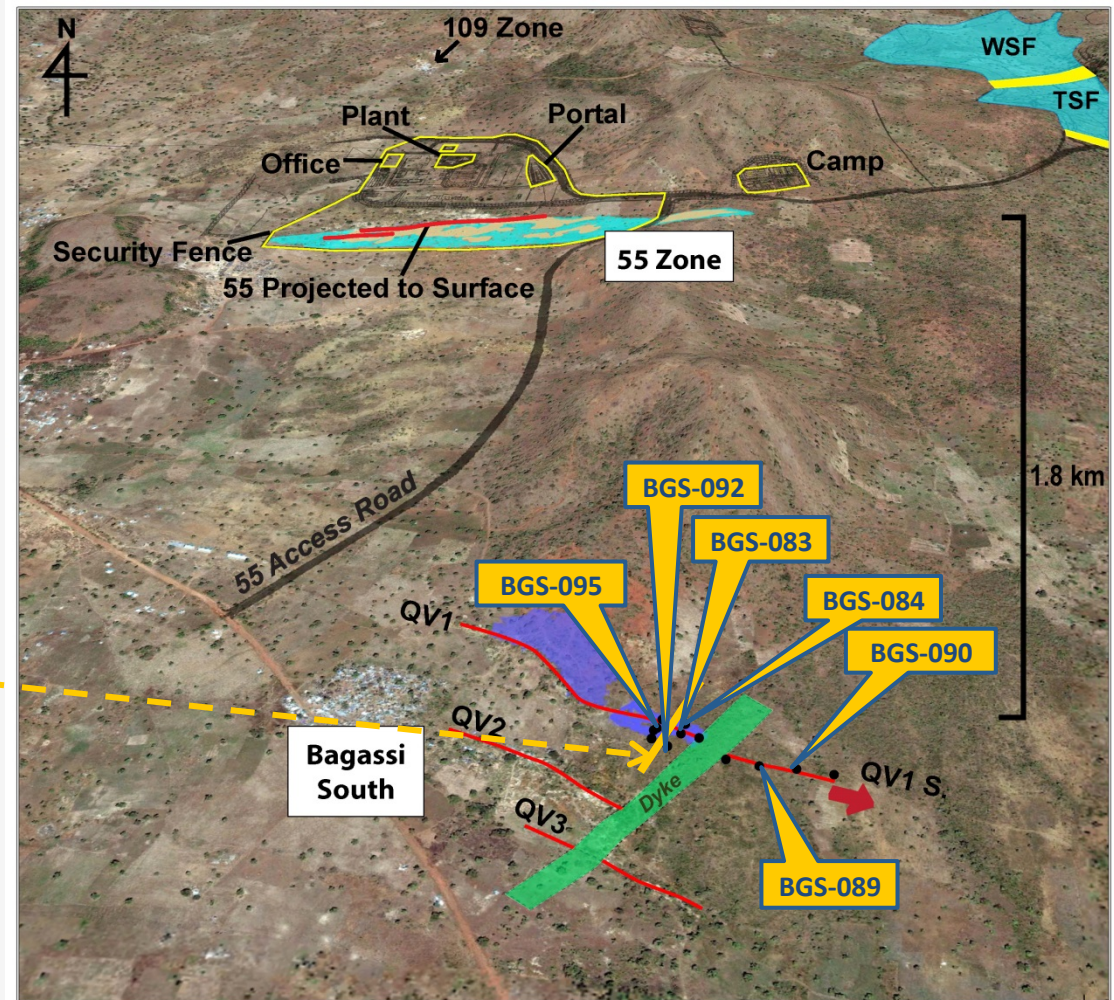 N
109 Zone
WSF
TSF
Plant
Portal
Office
Camp
Security Fence
55 Zone
55 Projected to Surface
1.8 km
55 Access Road
BGS-092
BGS-083
BGS-095
BGS-084
BGS-090
QV1
QV2
Bagassi
South
QV1 S.
Dyke
QV3
BGS-089